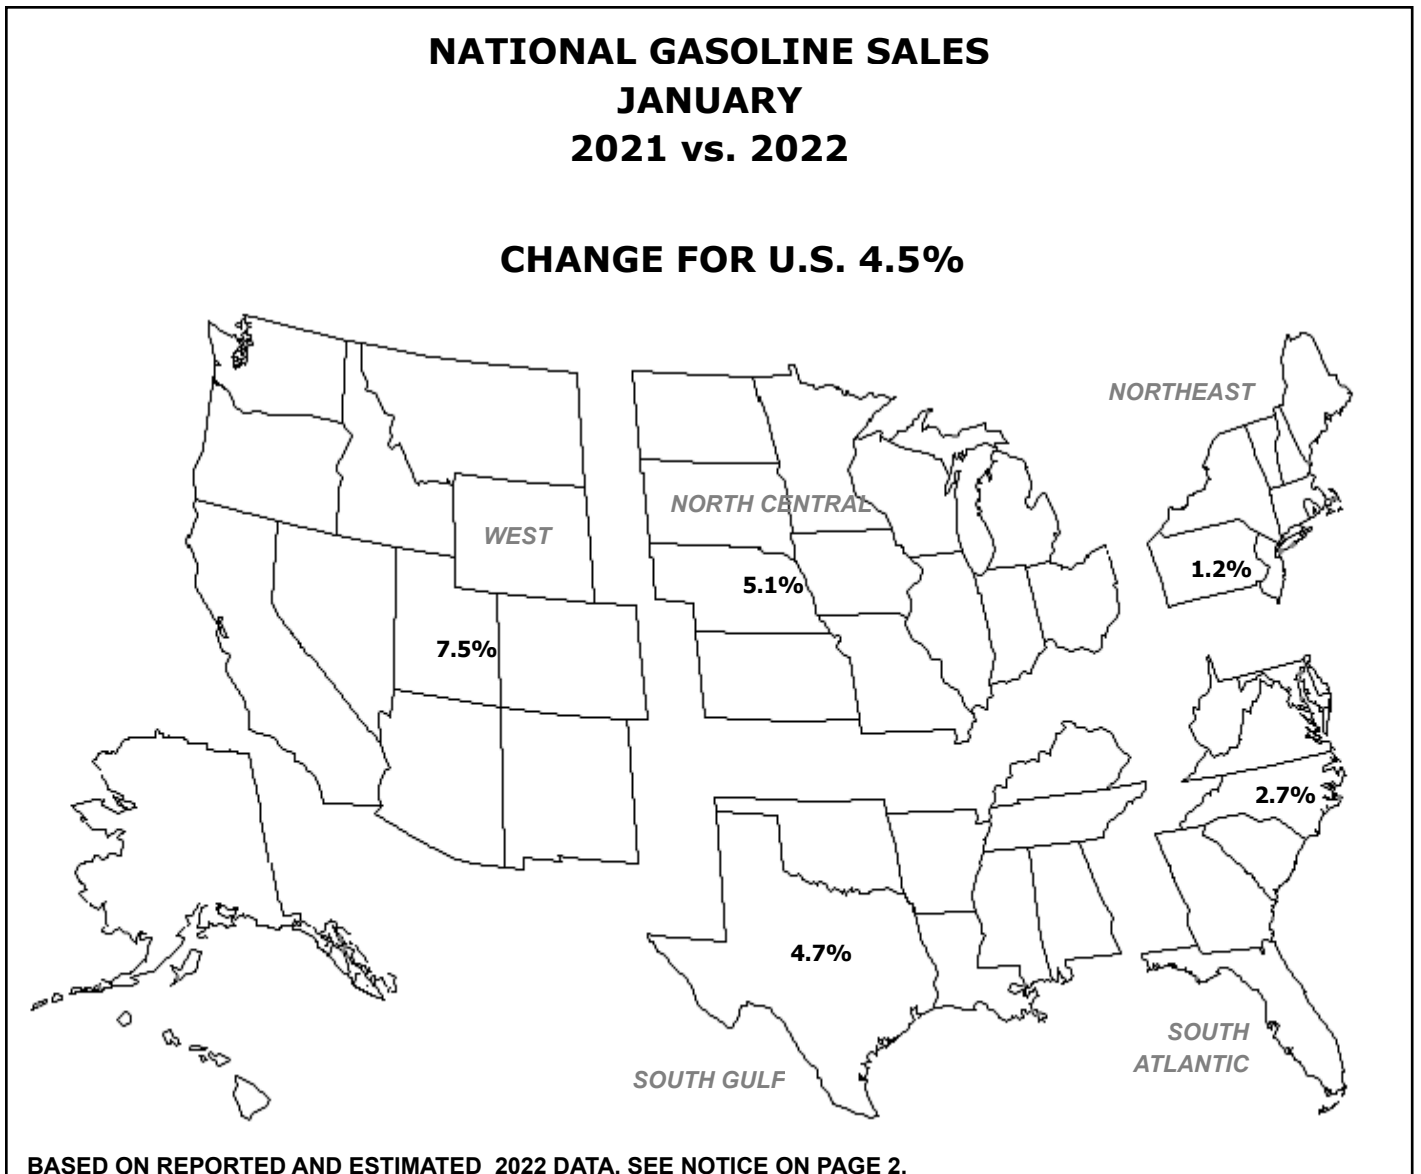 NATIONAL GASOLINE SALES
JANUARY
2021 vs. 2022
CHANGE FOR U.S. 4.5%
NORTHEAST
NORTH CENTRAL
WEST
1.2%
5.1%
7.5%
2.7%
4.7%
SOUTH
ATLANTIC
SOUTH GULF
BASED ON REPORTED AND ESTIMATED  2022 DATA. SEE NOTICE ON PAGE 2.